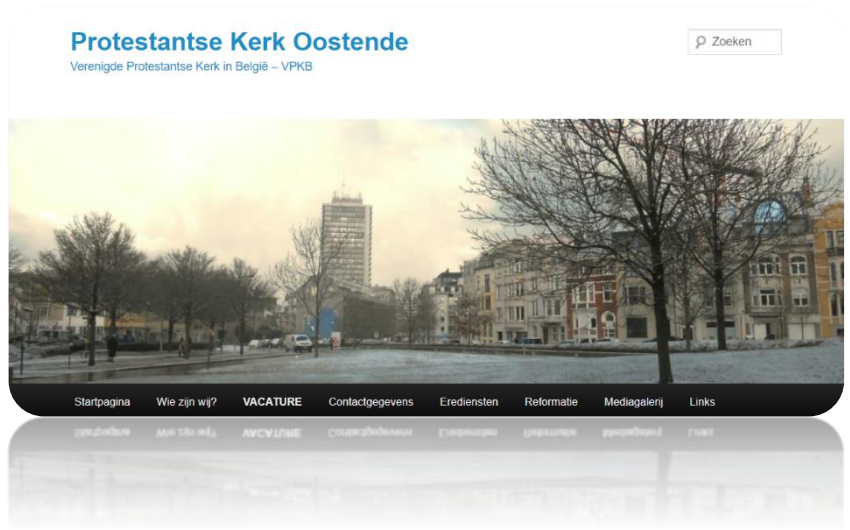 Protestantse Kerk Oostende
Zoeken
Verenigde Protestantse Kerk in België – VPKB
Startpagina Wie zijn wij? VACATURE Contactgegevens Erediensten Reformatie Mediagalerij Links